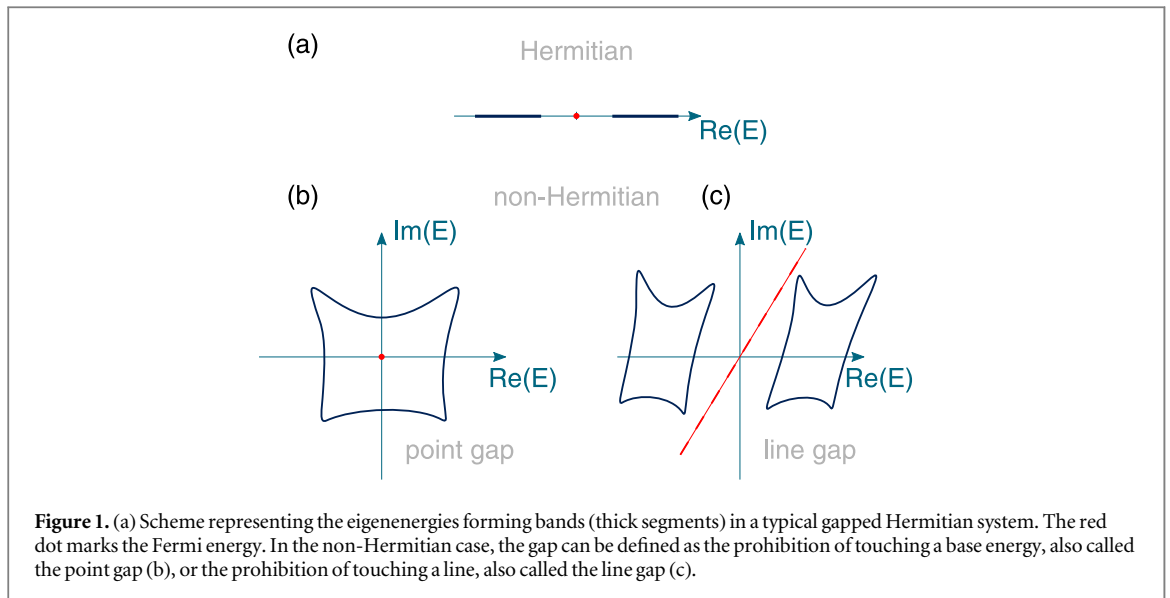 (a)
Hermitian
Re(E)
non-Hermitian
(b)
Im(E)
Re(E)
point gap
(c)
Im(E)
Re(E)
line gap
Figure 1. (a) Scheme representing the eigenenergies forming bands (thick segments) in a typical gapped Hermitian system. The red
dot marks the Fermi energy. In the non-Hermitian case, the gap can be defined as the prohibition of touching a base energy, also called
the point gap (b), or the prohibition of touching a line, also called the line gap (c).